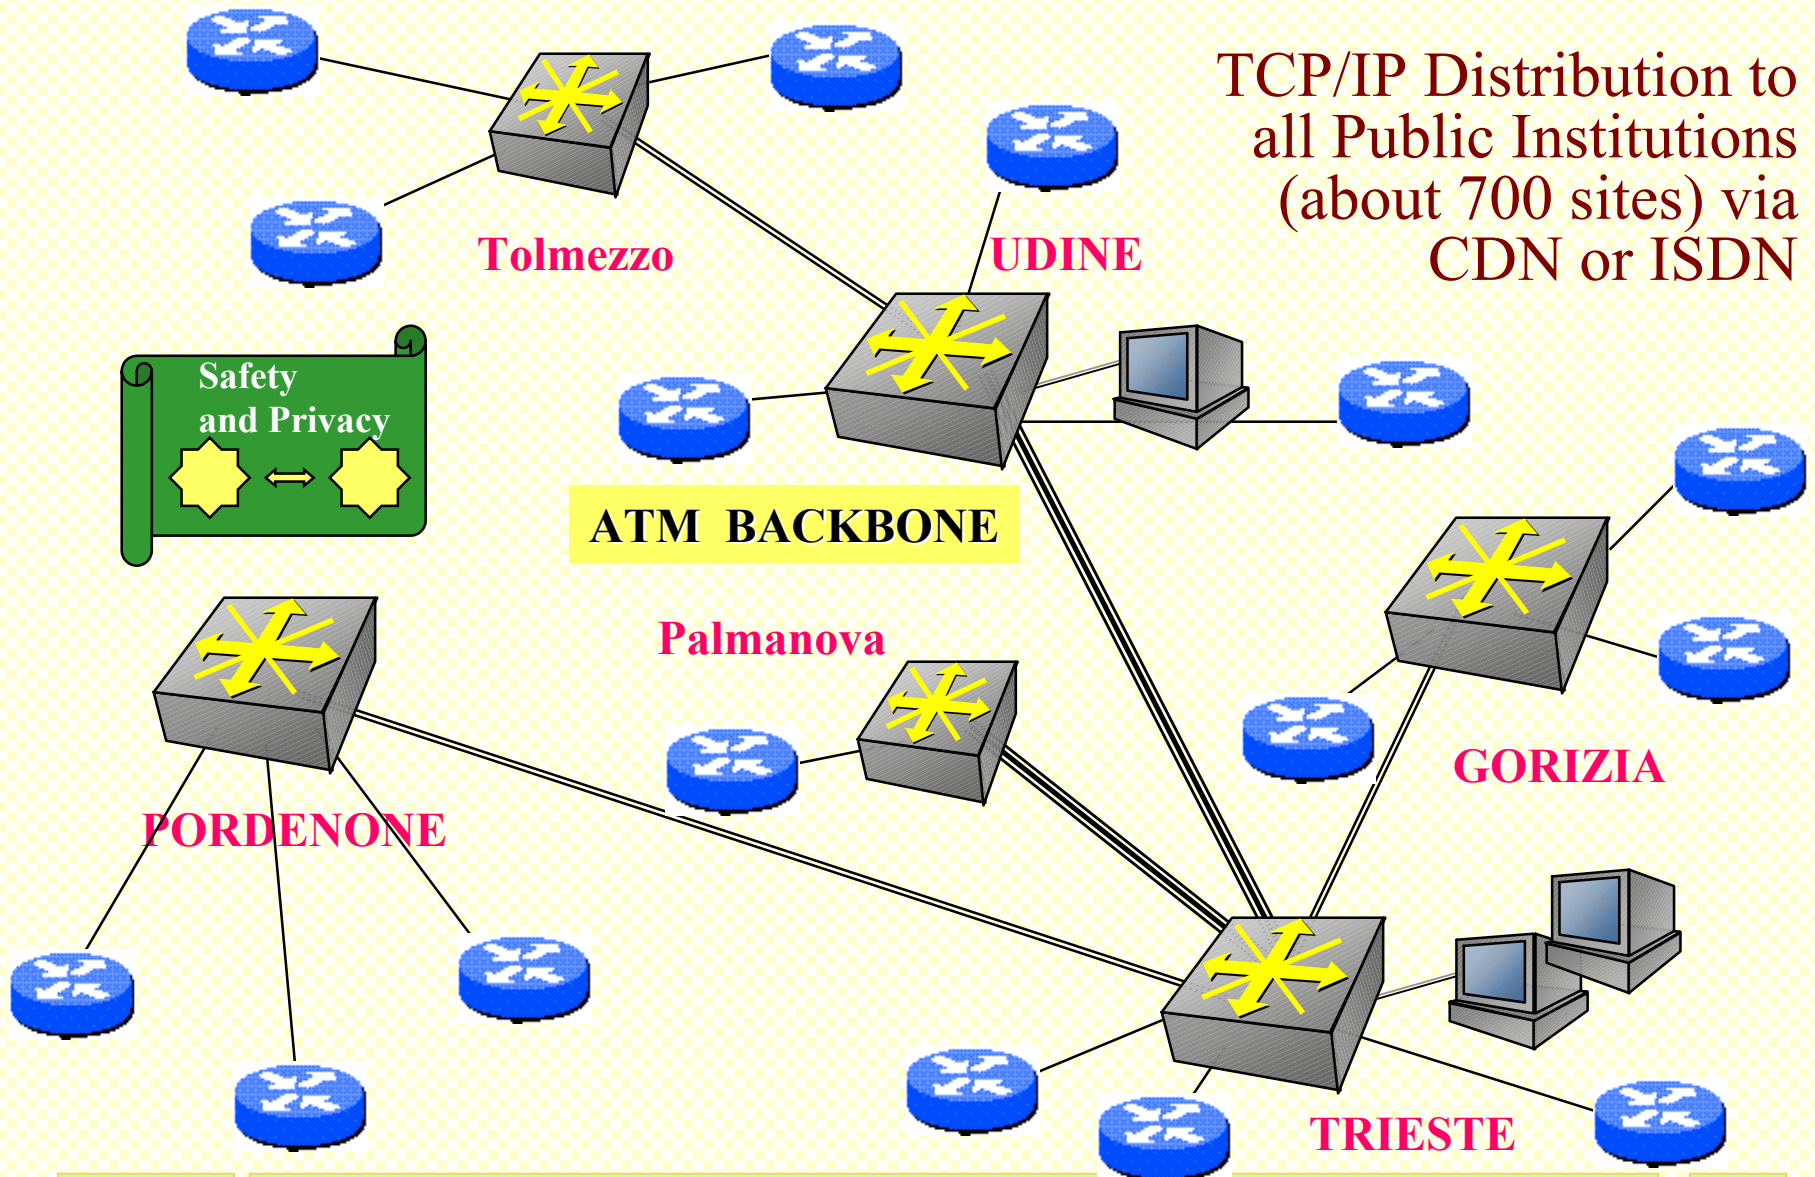 TCP/IP Distribution to
all Public Institutions
(about 700 sites) via
CDN or ISDN
Tolmezzo
UDINE
Safety
and Privacy
ATM BACKBONE
Palmanova
GORIZIA
PORDENONE
TRIESTE